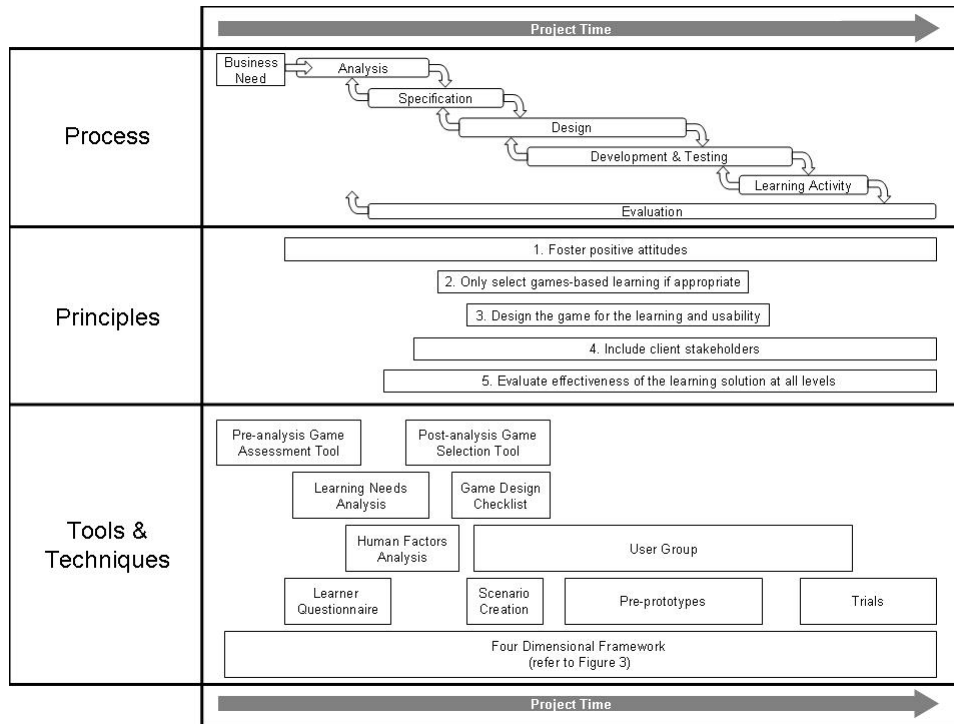 Project Time
Process
Business
Need
Analysis
Specification
Design
Development & Testing
Learning Activity
Evaluation
Principles
1. Foster positive attitudes
2. Only select games-based learning if appropriate
3. Design the game for the learning and usability
4. Include client stakeholders
5. Evaluate effectiveness of the learning solution at all levels
Tools &
Techniques
Pre-analysis Game
Assessment Tool
Post-analysis Game
Selection Tool
Learning Needs
Analysis
Game Design
Checklist
Human Factors
Analysis
User Group
Learner
Questionnaire
Scenario
Creation
Pre-prototypes
Trials
Four Dimensional Framework
(refer to Figure 3)
Project Time